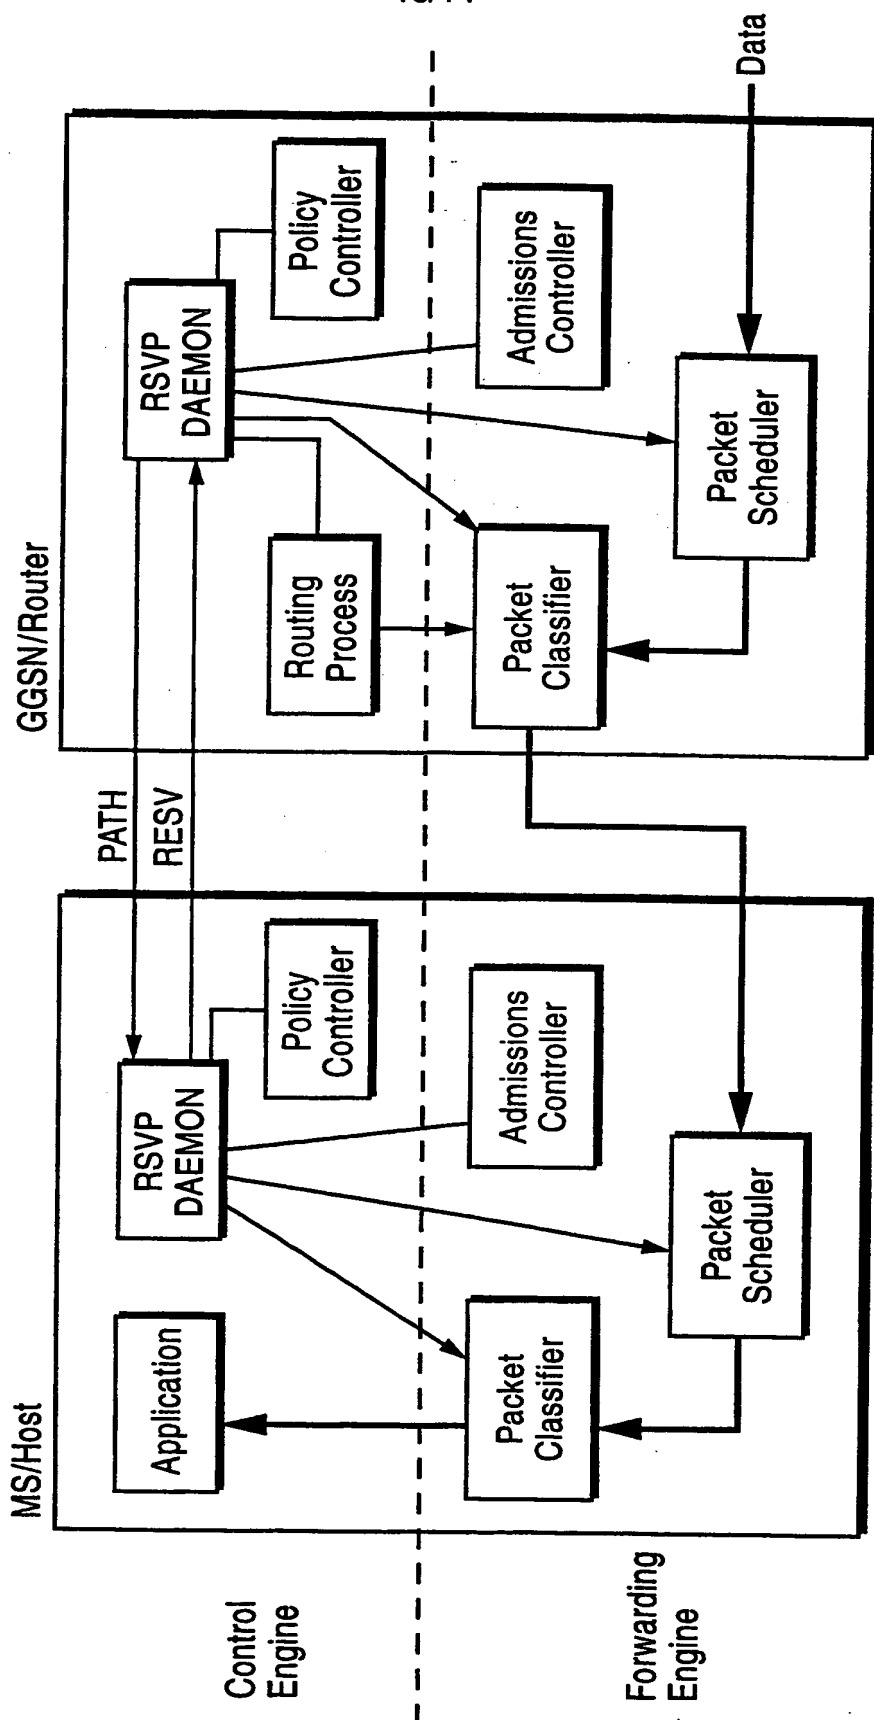 MS/Host
GGSN/Router
PATH
RESV
Control
Engine
Application
RSVP
DAEMON
Policy
Controller
RSVP
DAEMON
Policy
Controller
Routing
Process
Forwarding
Engine
Packet
Classifier
Admissions
Controller
Packet
Scheduler
Packet
Classifier
Admissions
Controller
Packet
Scheduler
Data